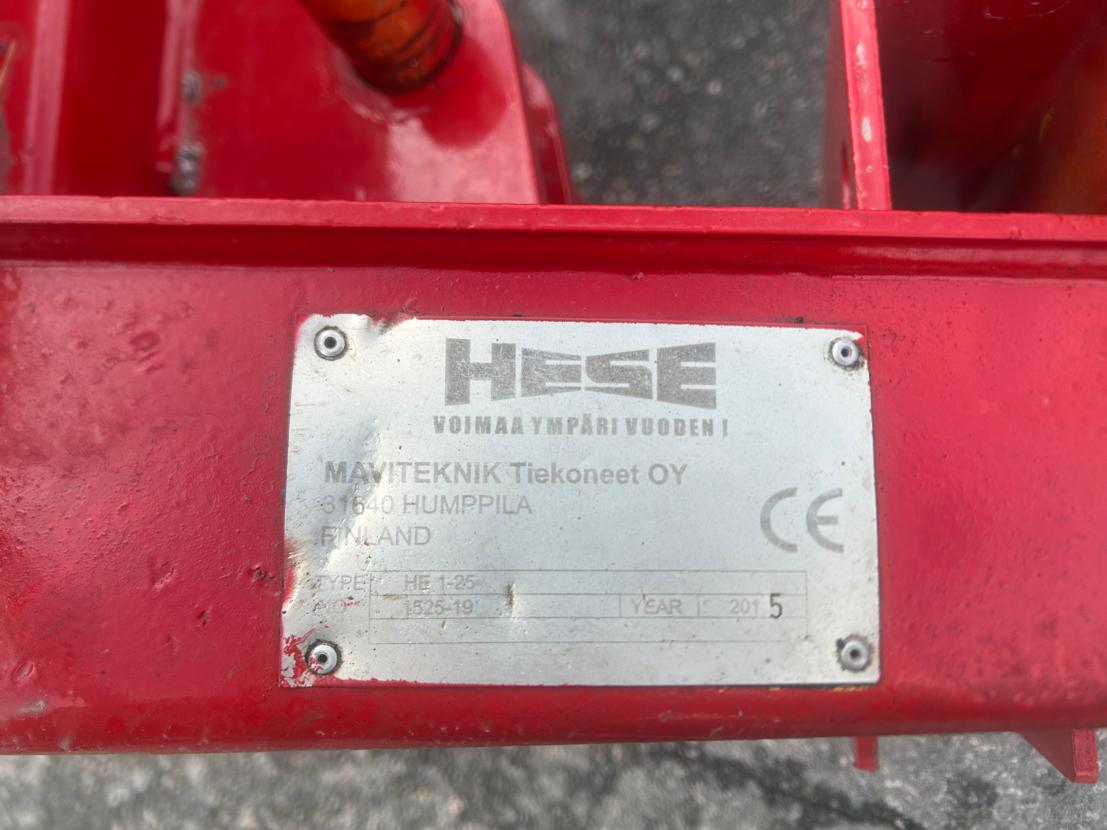 HESE
VOIMAA YMPÄRI VUODEN!
MAVITEKNIK Tiekoneet OY
31640 HUMPPILA
FINLAND
CE
TYPE HE 1-25
1525-19 YEAR 2015